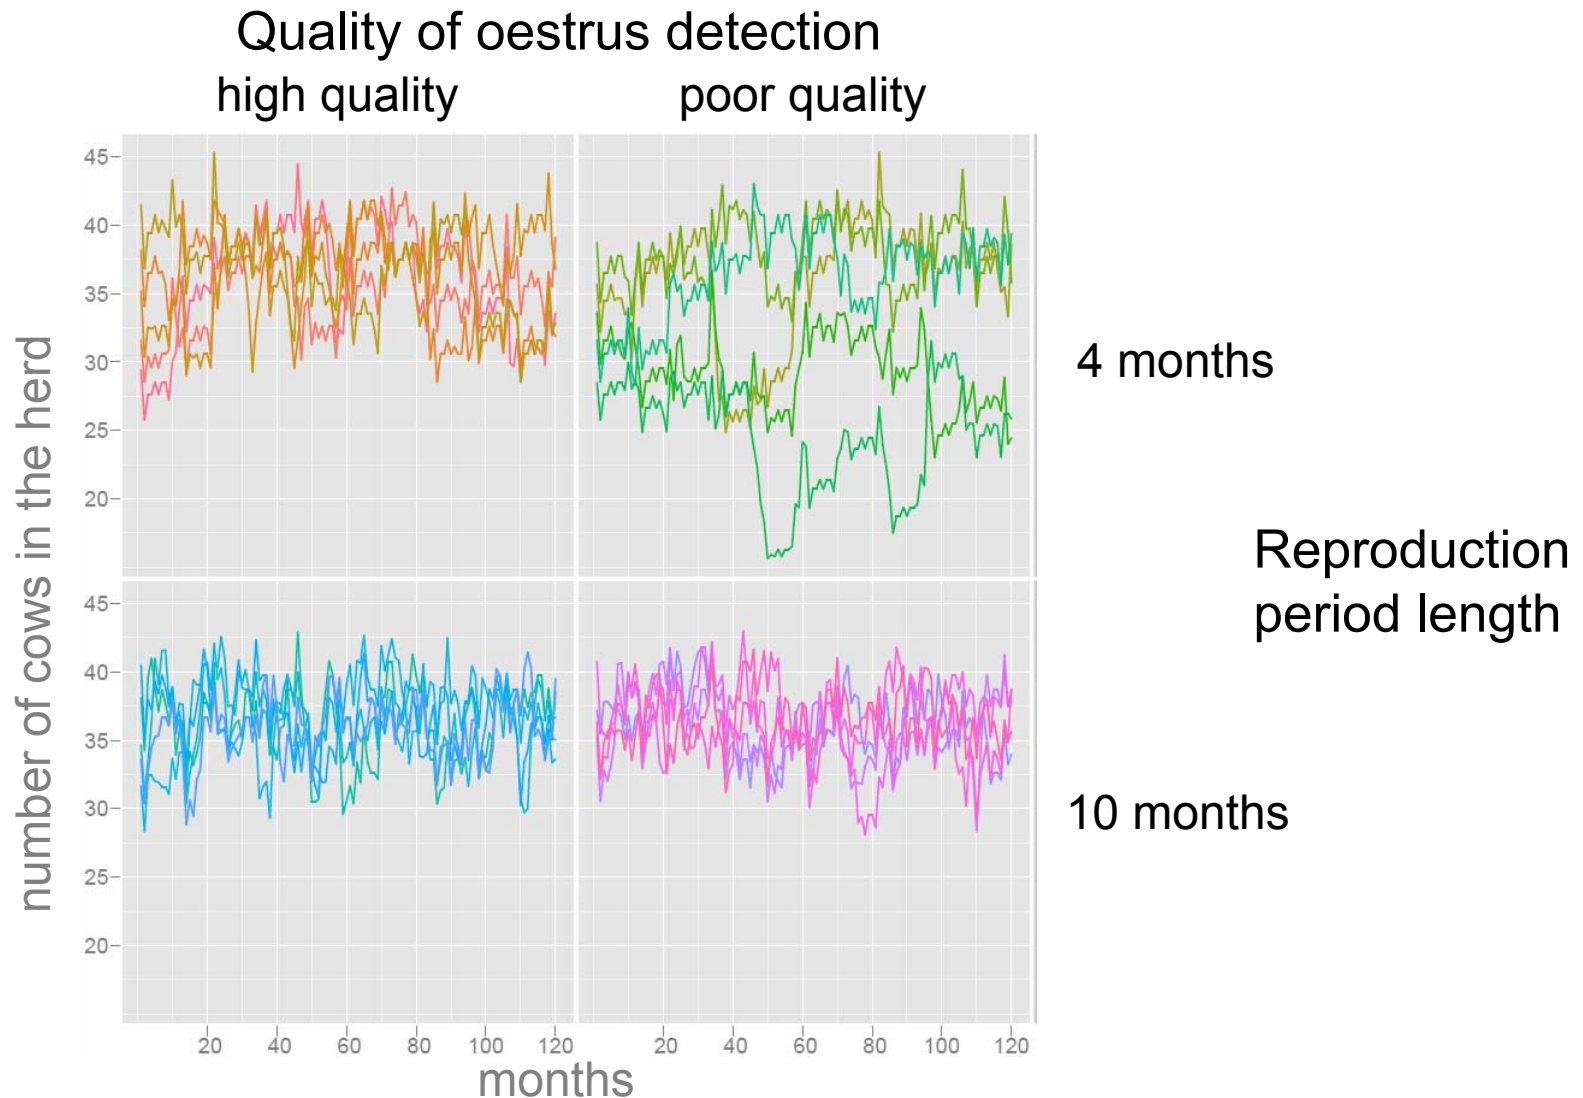 Quality of oestrus detection
high quality
poor quality
45
40
35
30
25
20
4 months
number of cows in the herd
Reproduction
period length
45
40
35
30
25
20
10 months
20 40 60 80 100 120
20 40 60 80 100 120
months